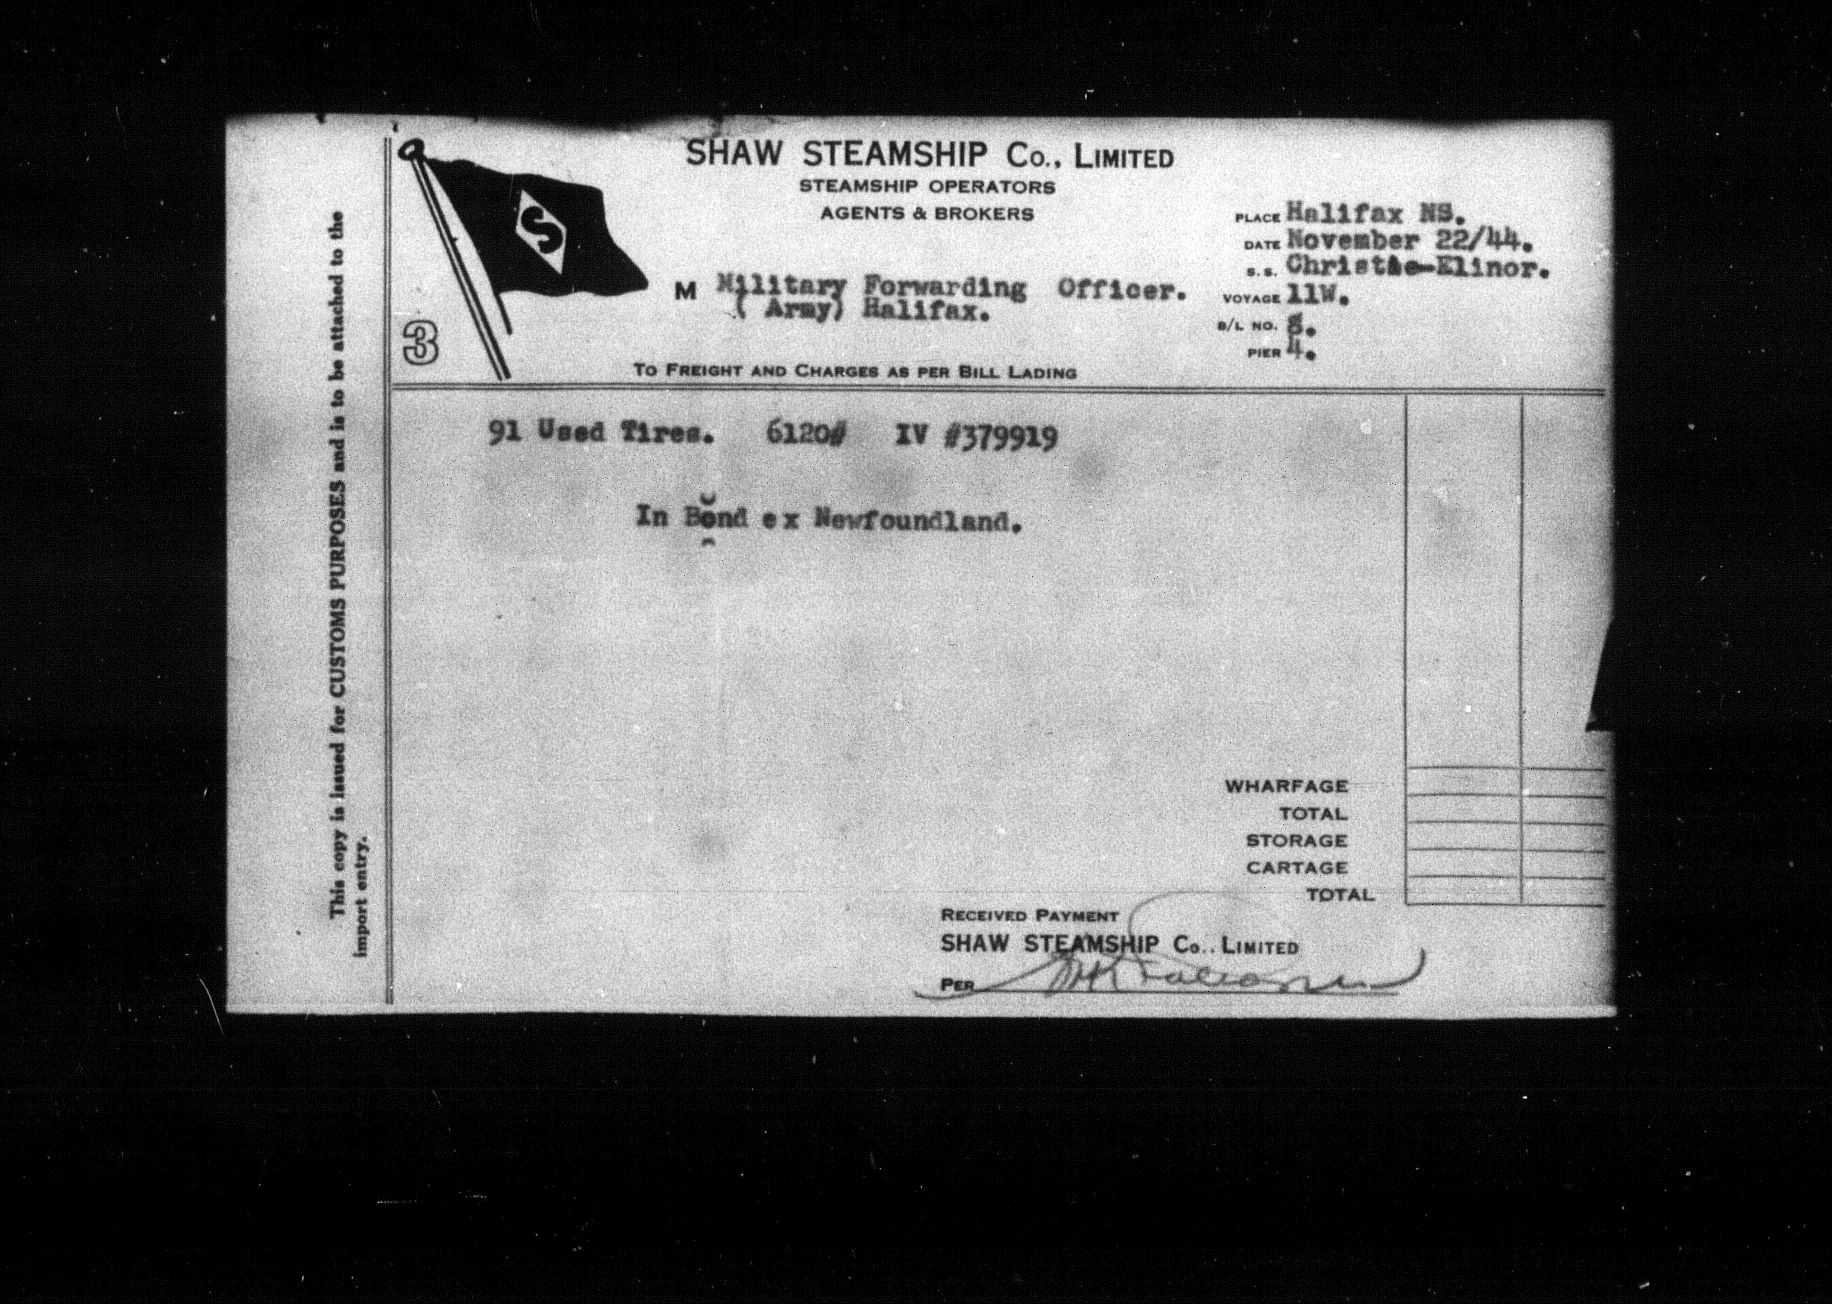 SHAW STEAMSHIP Co., LIMITED
STEAMSHIP OPERATORS
AGENTS & BROKERS
S
3
PLACE Halifax NS.
DATE November 22/44.
S.S. Christie-Elinor.
VOYAGE 11W.
B/L NO. 8.
PIER 4.
M Military Forwarding Officer.
( Army) Halifax.
TO FREIGHT AND CHARGES AS PER BILL LADING
91 Used Tires. 6120# IV #379919
In Bond ex Newfoundland.
WHARFAGE
TOTAL
STORAGE
CARTAGE
TOTAL
RECEIVED PAYMENT
SHAW STEAMSHIP Co., LIMITED
PER
This copy is issued for CUSTOMS PURPOSES and is to be attached to the
import entry.